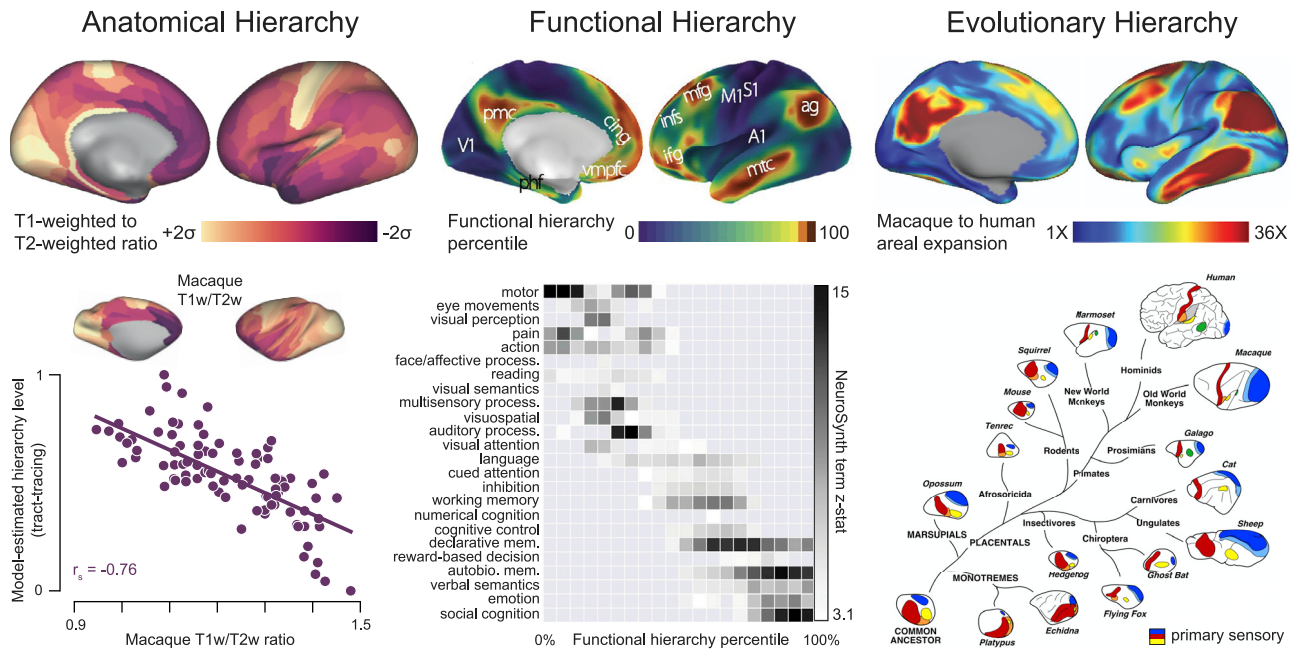 Anatomical Hierarchy
Functional Hierarchy
Evolutionary Hierarchy
pmc
V1
phf
cing
vmpfc
mfg
M1
S1
infs
ag
A1
ifg
mtc
T1-weighted to
T2-weighted ratio
+2σ
-2σ
Functional hierarchy
percentile
0
100
Macaque to human
areal expansion
1X
36X
Macaque
T1w/T2w
1
0
Model-estimated hierarchy level
(tract-tracing)
rs = -0.76
0.9
1.5
Macaque T1w/T2w ratio
motor
eye movements
visual perception
pain
action
face/affective process.
reading
visual semantics
multisensory process.
visuospatial
auditory process.
visual attention
language
cued attention
inhibition
working memory
numerical cognition
cognitive control
declarative mem.
reward-based decision
autobio. mem.
verbal semantics
emotion
social cognition
0%
Functional hierarchy percentile
100%
15
NeuroSynth term z-stat
3.1
Human
Marmoset
Squirrel
Macaque
Hominids
Mouse
New World
Monkeys
Old World
Monkeys
Tenrec
Galago
Rodents
Prosimians
Primates
Cat
Opossum
Afrosoricida
Carnivores
Insectivores
Ungulates
Sheep
MARSUPIALS
PLACENTALS
Chiroptera
Hedgehog
Ghost Bat
MONOTREMES
Flying Fox
COMMON
ANCESTOR
Platypus
Echidna
primary sensory